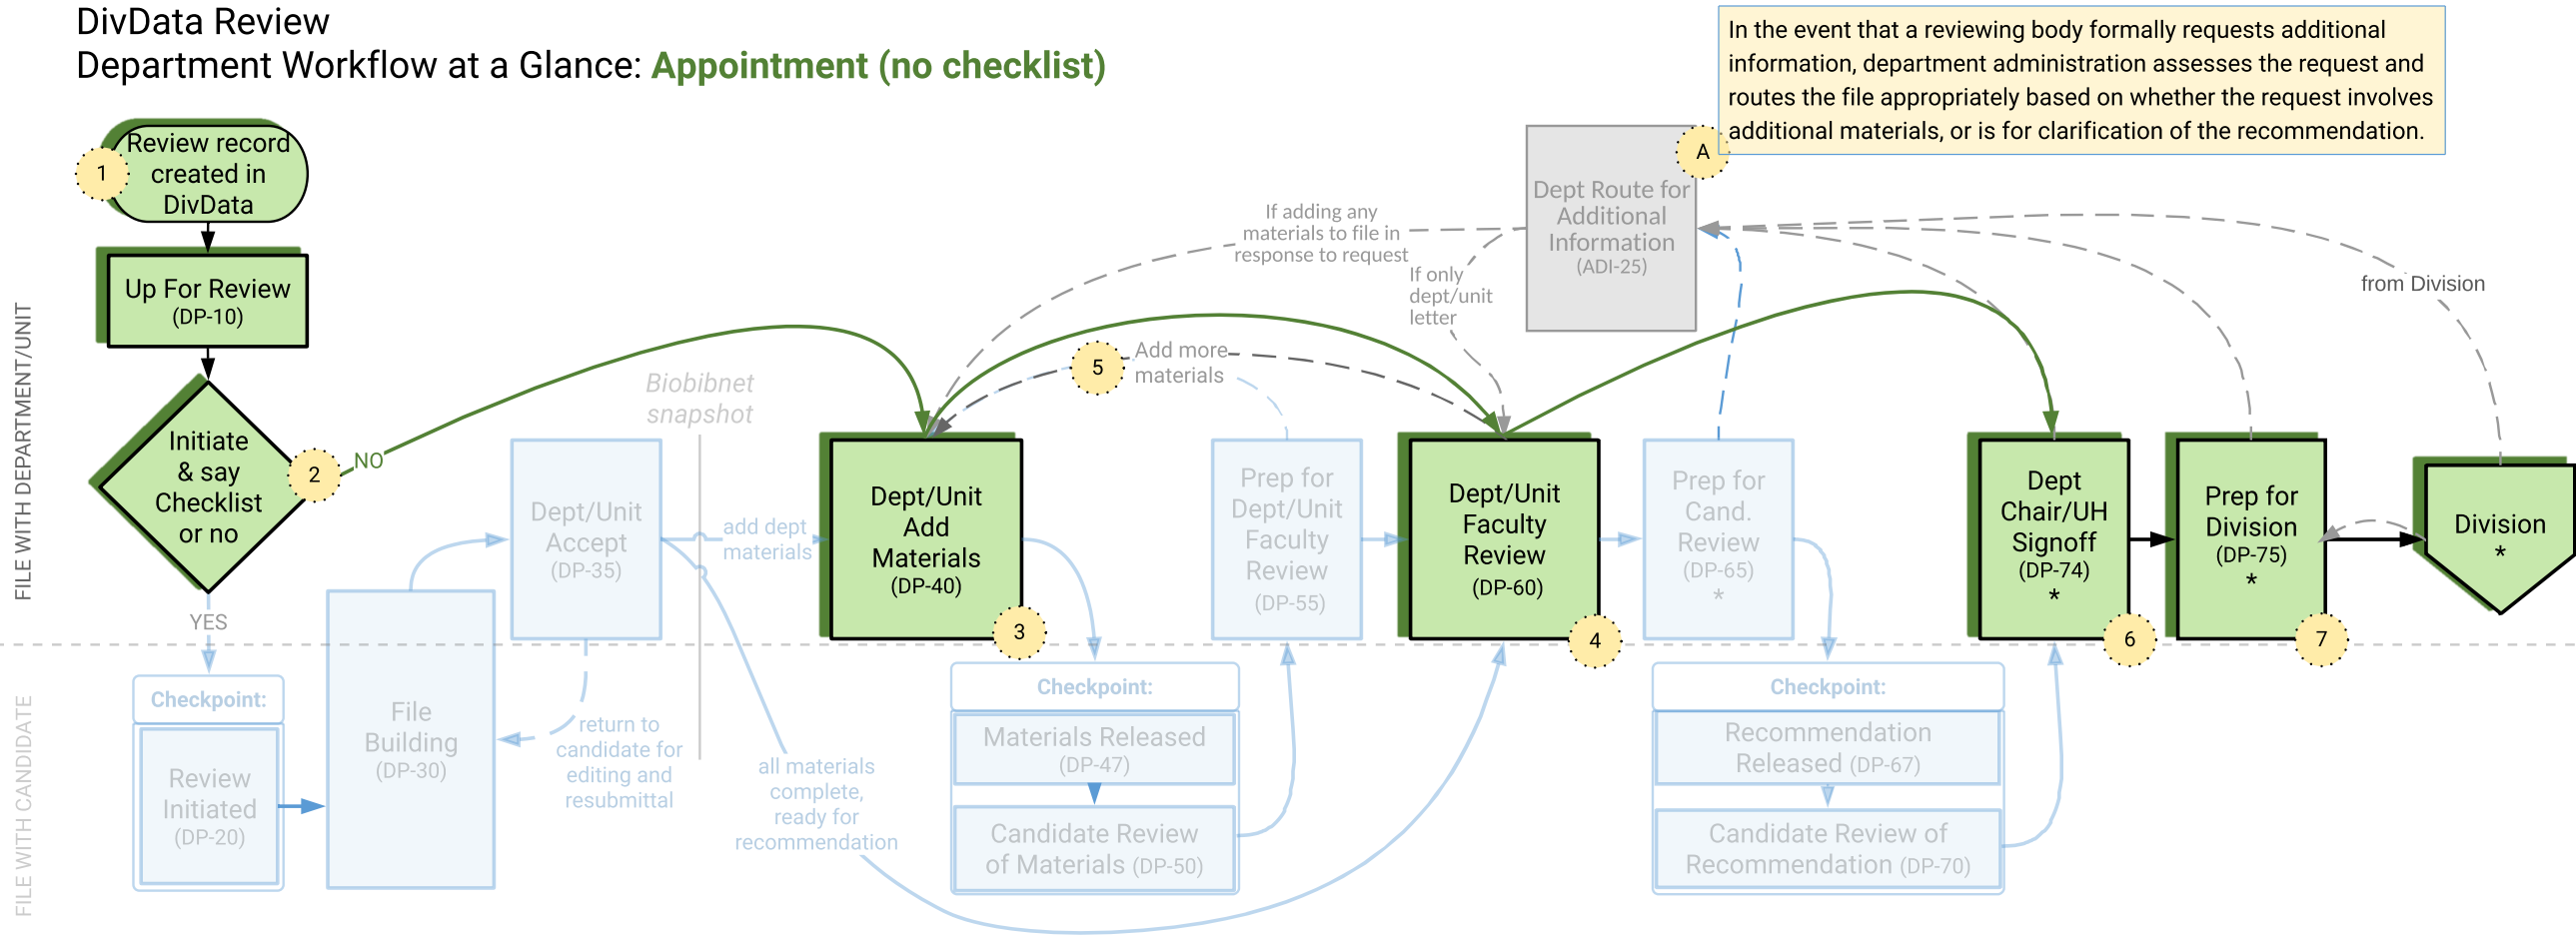 DivData Review
Department Workflow at a Glance: Appointment (no checklist)
In the event that a reviewing body formally requests additional
information, department administration assesses the request and
routes the file appropriately based on whether the request involves
additional materials, or is for clarification of the recommendation.
A
FILE WITH DEPARTMENT/UNIT
1
Review record
created in
DivData
Up For Review
(DP-10)
Initiate
& say
Checklist
or no
2
NO
YES
Dept/Unit
Accept
(DP-35)
Biobibnet
snapshot
add dept
materials
Dept/Unit
Add
Materials
(DP-40)
3
5
Add more
materials
If adding any
materials to file in
response to request
If only
dept/unit
letter
Dept Route for
Additional
Information
(ADI-25)
Prep for
Dept/Unit
Faculty
Review
(DP-55)
Dept/Unit
Faculty
Review
(DP-60)
4
Prep for
Cand.
Review
(DP-65)
*
Dept
Chair/UH
Signoff
(DP-74)
*
6
Prep for
Division
(DP-75)
*
7
from Division
Division
*
FILE WITH CANDIDATE
Checkpoint:
Review
Initiated
(DP-20)
File
Building
(DP-30)
return to
candidate for
editing and
resubmittal
all materials
complete,
ready for
recommendation
Checkpoint:
Materials Released
(DP-47)
Candidate Review
of Materials (DP-50)
Checkpoint:
Recommendation
Released (DP-67)
Candidate Review of
Recommendation (DP-70)